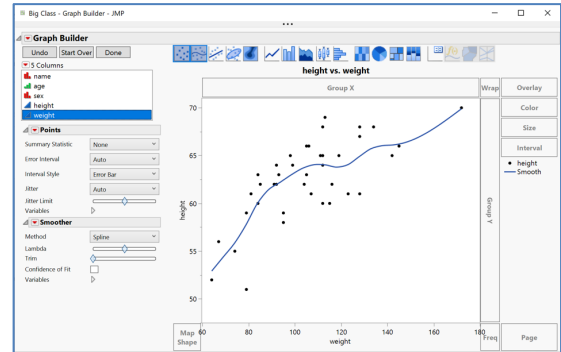 Big Class - Graph Builder - JMP
Graph Builder
Undo Start Over Done
5 Columns
name
age
sex
height
weight
Points
Summary Statistic None
Error Interval Auto
Interval Style Error Bar
Jitter Auto
Jitter Limit
Variables
Smoother
Method Spline
Lambda
Trim
Confidence of Fit
Variables
height vs. weight
Group X
Wrap
Overlay
Color
Size
Interval
height
Smooth
70
65
60
55
50
height
Group Y
Map Shape
60 80 100 120 140 160 180
weight
Freq
Page